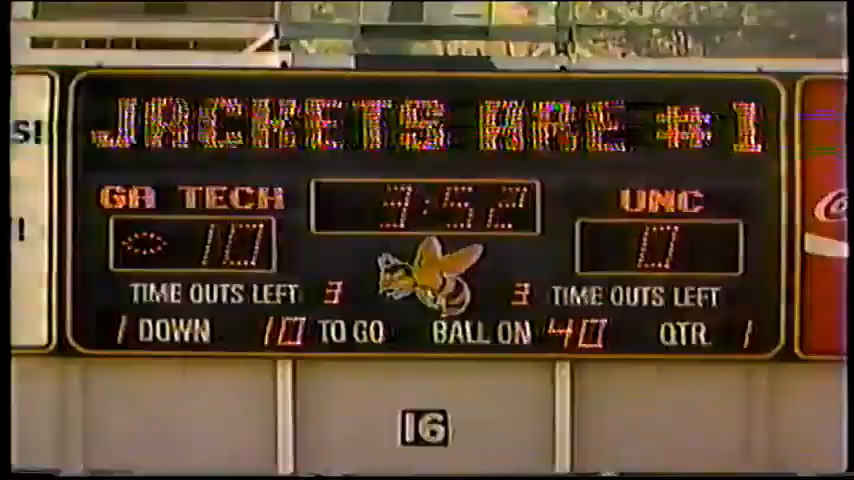 JACKETS ARE #1
S!
GA TECH 3:52 UNC
10 0
!
TIME OUTS LEFT 3 3 TIME OUTS LEFT
1 DOWN 10 TO GO BALL ON 40 QTR. 1
16